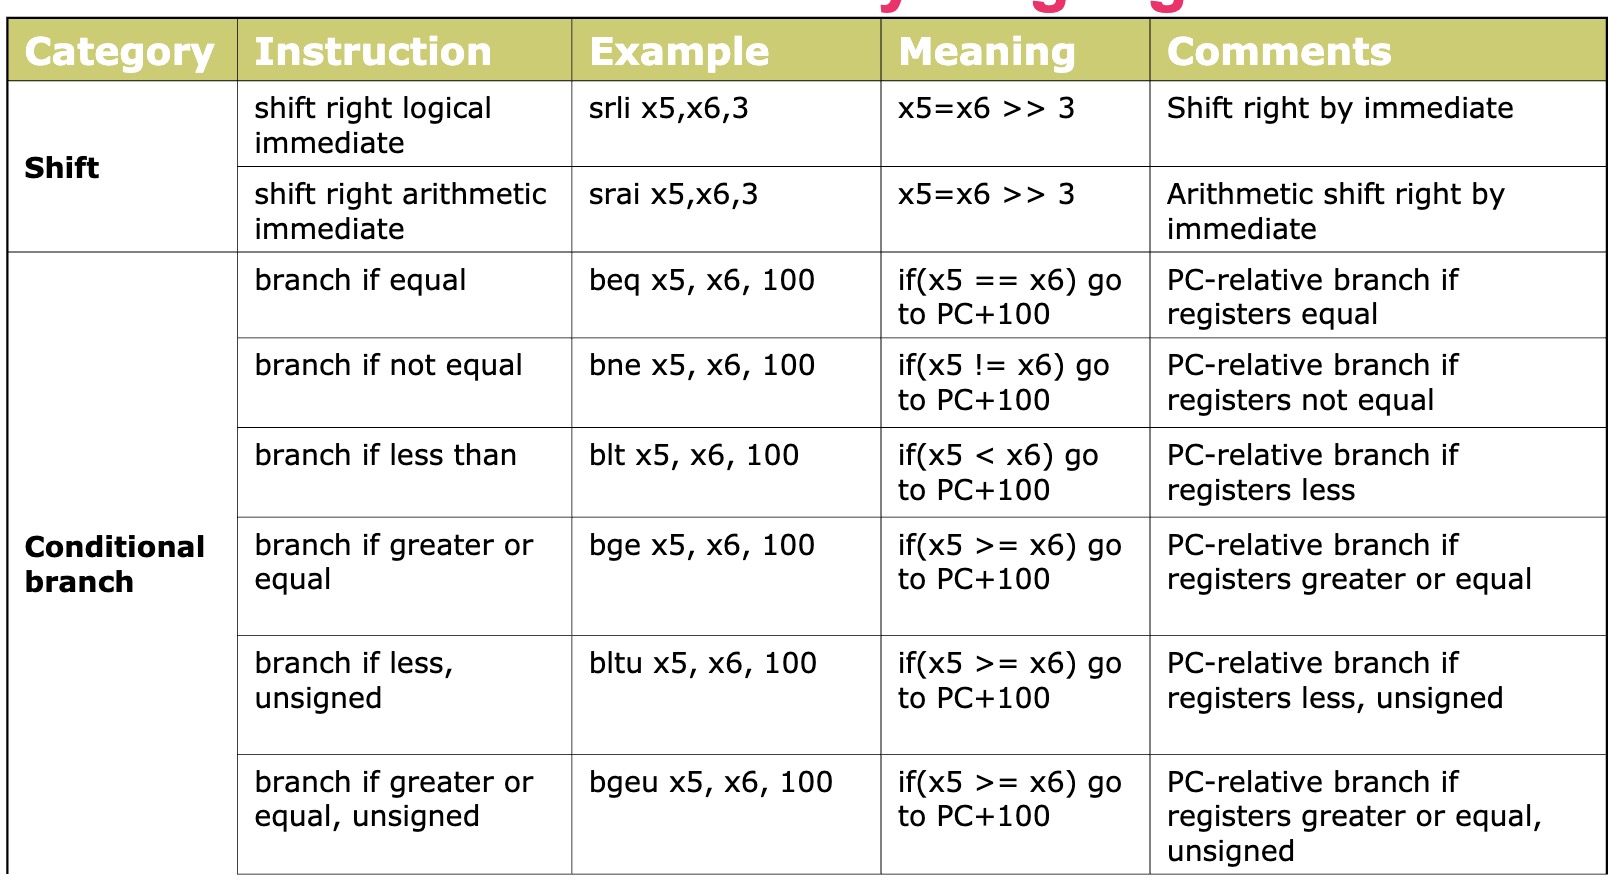 Category Instruction Example Meaning Comments
Shift
shift right logical
immediate
srli x5,x6,3
x5=x6 >> 3
Shift right by immediate
shift right arithmetic
immediate
srai x5,x6,3
x5=x6 >> 3
Arithmetic shift right by
immediate
Conditional
branch
branch if equal
beq x5, x6, 100
if(x5 == x6) go
to PC+100
PC-relative branch if
registers equal
branch if not equal
bne x5, x6, 100
if(x5 != x6) go
to PC+100
PC-relative branch if
registers not equal
branch if less than
blt x5, x6, 100
if(x5 < x6) go
to PC+100
PC-relative branch if
registers less
branch if greater or
equal
bge x5, x6, 100
if(x5 >= x6) go
to PC+100
PC-relative branch if
registers greater or equal
branch if less,
unsigned
bltu x5, x6, 100
if(x5 >= x6) go
to PC+100
PC-relative branch if
registers less, unsigned
branch if greater or
equal, unsigned
bgeu x5, x6, 100
if(x5 >= x6) go
to PC+100
PC-relative branch if
registers greater or equal,
unsigned